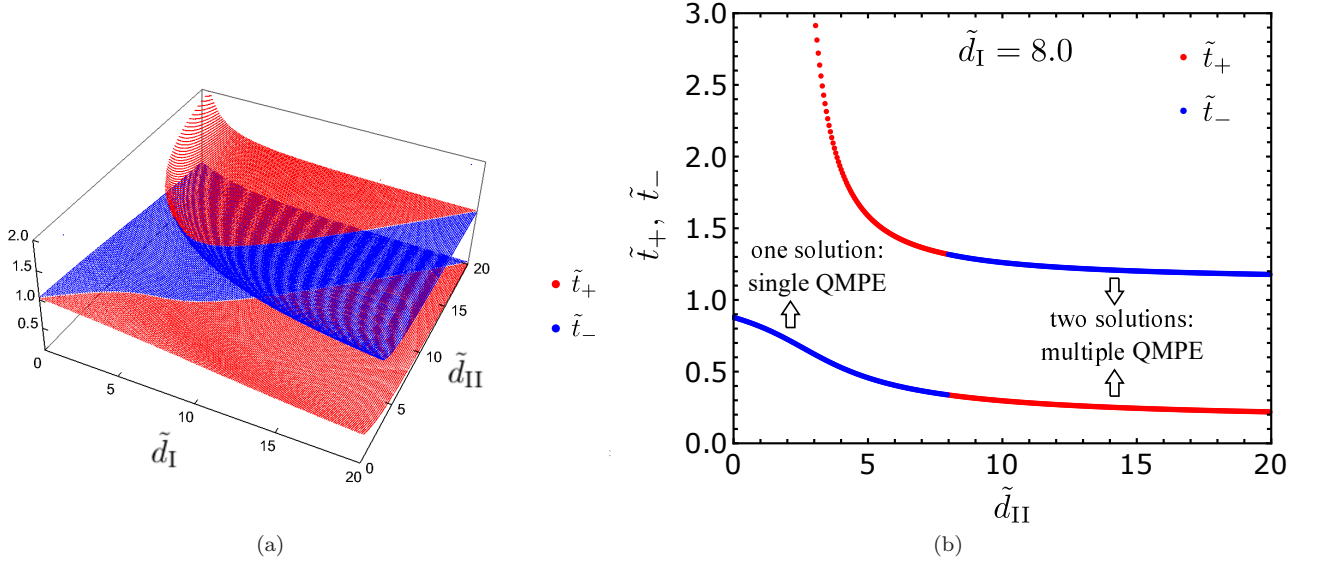 2.0
1.5
1.0
0.5
0
5
10
15
20
d̃_I
0
5
10
15
20
d̃_II
t̃_+
t̃_−
(a)
3.0
2.5
2.0
1.5
1.0
0.5
0.0
t̃_+, t̃_−
d̃_I = 8.0
t̃_+
t̃_−
one solution:
single QMPE
two solutions:
multiple QMPE
0 5 10 15 20
d̃_II
(b)